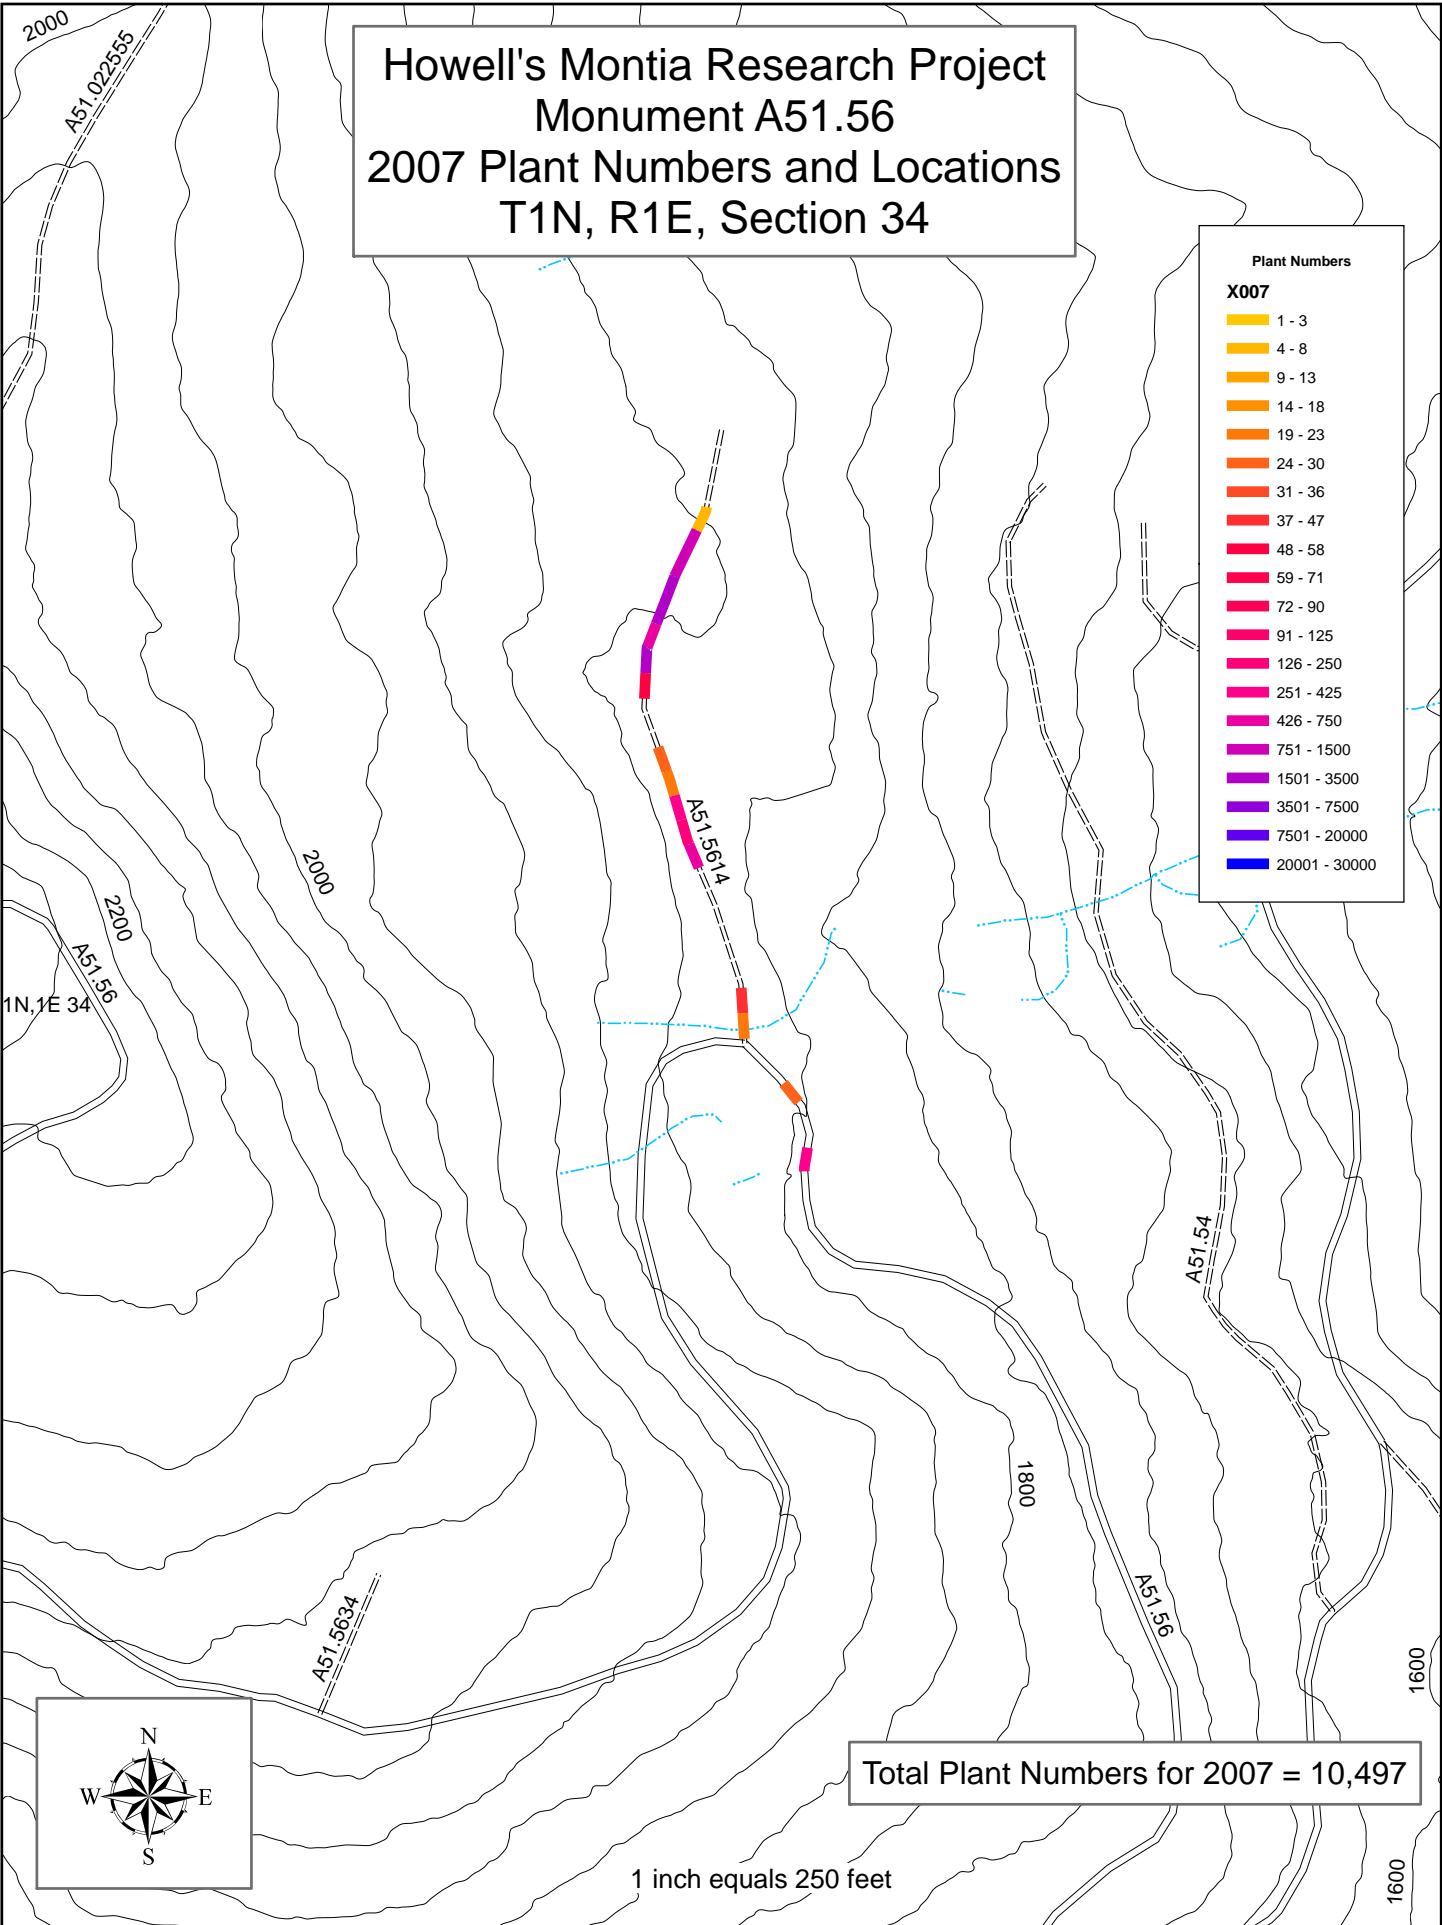 2000
A51.022555
Howell's Montia Research Project
Monument A51.56
2007 Plant Numbers and Locations
T1N, R1E, Section 34
Plant Numbers
X007
1 - 3
4 - 8
9 - 13
14 - 18
19 - 23
24 - 30
31 - 36
37 - 47
48 - 58
59 - 71
72 - 90
91 - 125
126 - 250
251 - 425
426 - 750
751 - 1500
1501 - 3500
3501 - 7500
7501 - 20000
20001 - 30000
A51.5614
2000
2200
A51.56
1N,1E 34
A51.54
1800
A51.56
A51.5634
1600
N
W
E
S
Total Plant Numbers for 2007 = 10,497
1 inch equals 250 feet
1600